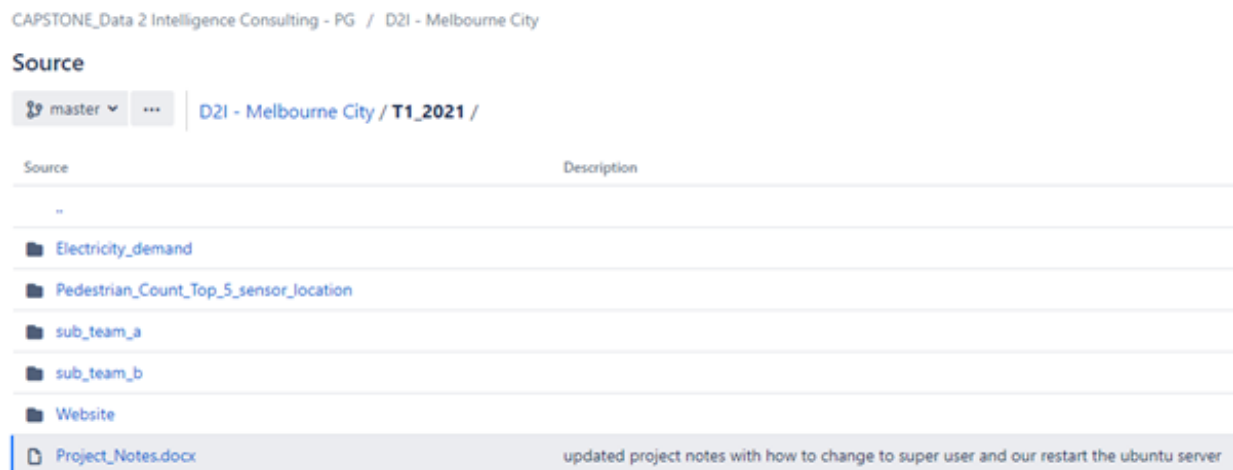 CAPSTONE_Data 2 Intelligence Consulting - PG / D2I - Melbourne City
Source
master ... D2I - Melbourne City / T1_2021 /
Source Description
..
Electricity_demand
Pedestrian_Count_Top_5_sensor_location
sub_team_a
sub_team_b
Website
Project_Notes.docx updated project notes with how to change to super user and our restart the ubuntu server